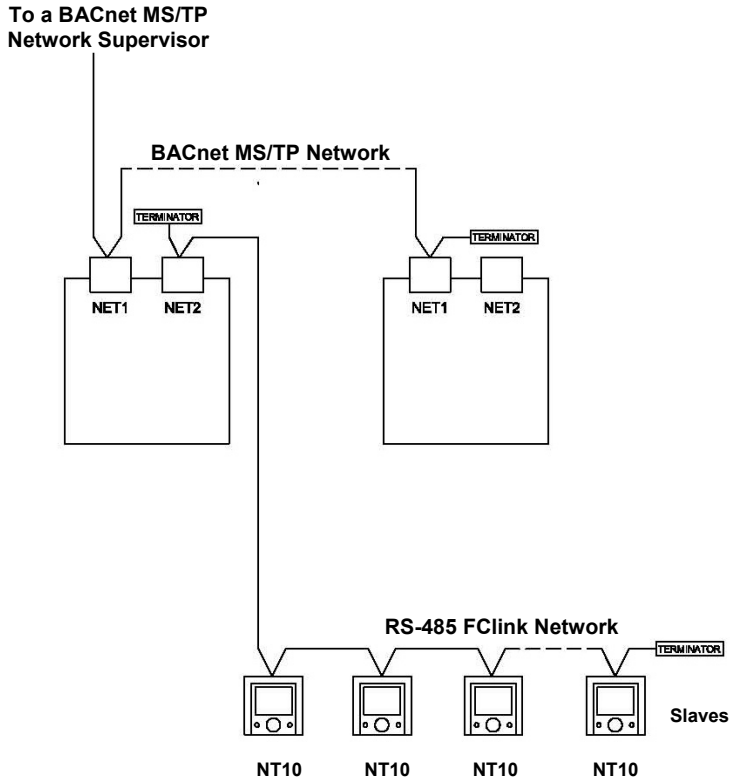 To a BACnet MS/TP
Network Supervisor
BACnet MS/TP Network
TERMINATOR
TERMINATOR
NET1
NET2
NET1
NET2
RS-485 FClink Network
TERMINATOR
Slaves
NT10
NT10
NT10
NT10